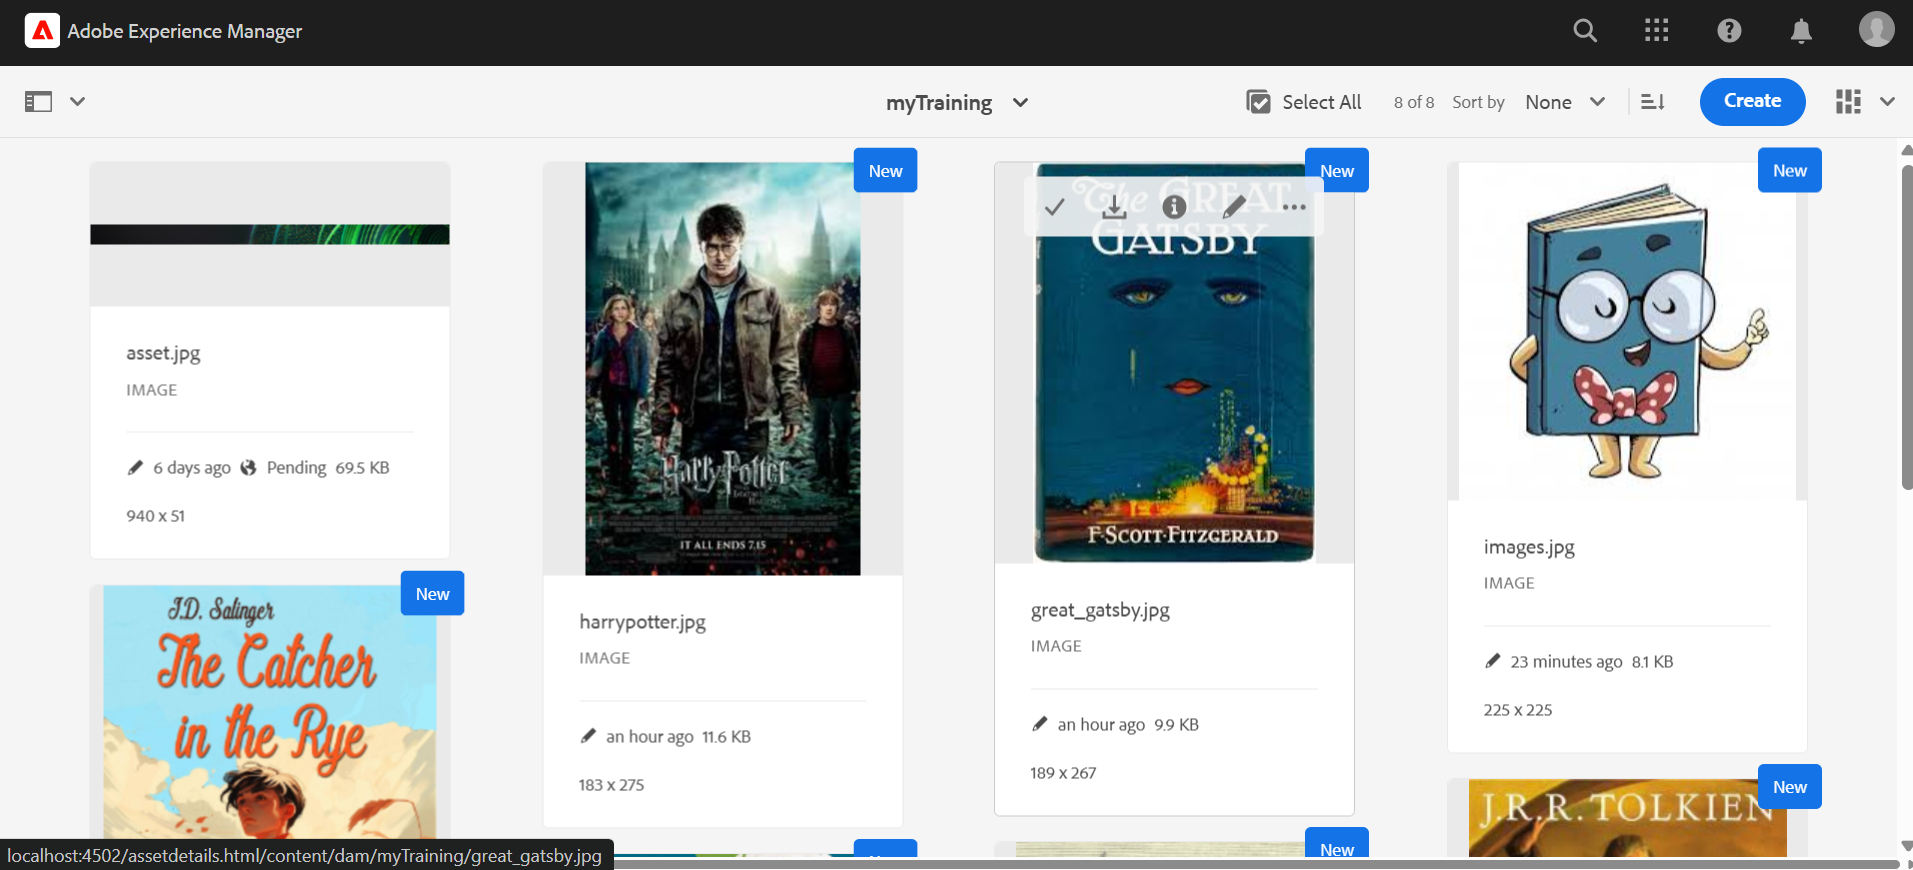 Adobe Experience Manager
myTraining
Select All
8 of 8
Sort by
None
Create
asset.jpg
IMAGE
6 days ago
Pending
69.5 KB
940 x 51
New
Harry Potter
IT ALL ENDS 7.15
harrypotter.jpg
IMAGE
an hour ago
11.6 KB
183 x 275
New
The GREAT
GATSBY
F·SCOTT·FITZGERALD
great_gatsby.jpg
IMAGE
an hour ago
9.9 KB
189 x 267
New
images.jpg
IMAGE
23 minutes ago
8.1 KB
225 x 225
New
J.D. Salinger
The Catcher
in the Rye
New
New
New
J.R.R. TOLKIEN
localhost:4502/assetdetails.html/content/dam/myTraining/great_gatsby.jpg